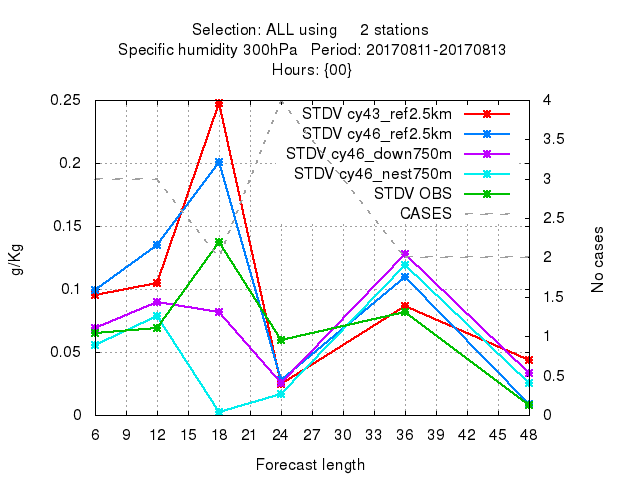 Selection: ALL using 2 stations
Specific humidity 300hPa Period: 20170811-20170813
Hours: {00}
STDV cy43_ref2.5km
STDV cy46_ref2.5km
STDV cy46_down750m
STDV cy46_nest750m
STDV OBS
CASES
g/Kg
0.25
0.2
0.15
0.1
0.05
0
4
3.5
3
2.5
2
1.5
1
0.5
0
No cases
6 9 12 15 18 21 24 27 30 33 36 39 42 45 48
Forecast length